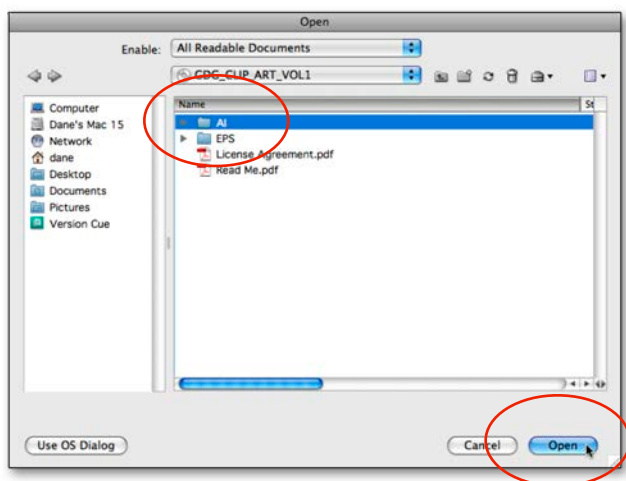 Open
Enable: All Readable Documents
CDG_CLIP_ART_VOL1
Computer
Dane's Mac 15
Network
dane
Desktop
Documents
Pictures
Version Cue
Name St
AI
EPS
License Agreement.pdf
Read Me.pdf
Use OS Dialog Cancel Open